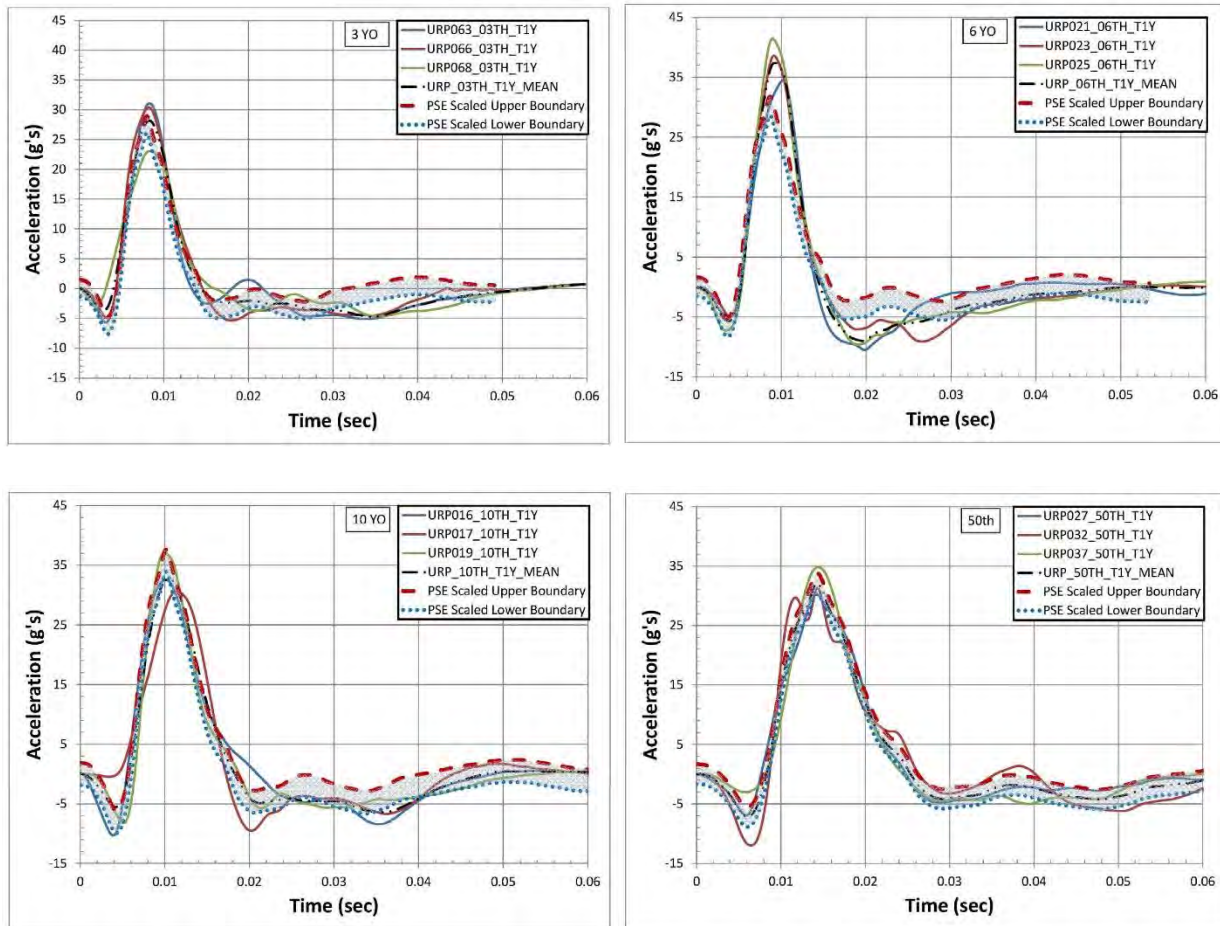 3 YO
URP063_03TH_T1Y
URP066_03TH_T1Y
URP068_03TH_T1Y
URP_03TH_T1Y_MEAN
PSE Scaled Upper Boundary
PSE Scaled Lower Boundary
Acceleration (g's)
45
40
35
30
25
20
15
10
5
0
-5
-10
-15
0 0.01 0.02 0.03 0.04 0.05 0.06
Time (sec)
6 YO
URP021_06TH_T1Y
URP023_06TH_T1Y
URP025_06TH_T1Y
URP_06TH_T1Y_MEAN
PSE Scaled Upper Boundary
PSE Scaled Lower Boundary
Acceleration (g's)
45
35
25
15
5
-5
-15
0 0.01 0.02 0.03 0.04 0.05 0.06
Time (sec)
10 YO
URP016_10TH_T1Y
URP017_10TH_T1Y
URP019_10TH_T1Y
URP_10TH_T1Y_MEAN
PSE Scaled Upper Boundary
PSE Scaled Lower Boundary
Acceleration (g's)
45
35
25
15
5
-5
-15
0 0.01 0.02 0.03 0.04 0.05 0.06
Time (sec)
50th
URP027_50TH_T1Y
URP032_50TH_T1Y
URP037_50TH_T1Y
URP_50TH_T1Y_MEAN
PSE Scaled Upper Boundary
PSE Scaled Lower Boundary
Acceleration (g's)
45
35
25
15
5
-5
-15
0 0.01 0.02 0.03 0.04 0.05 0.06
Time (sec)